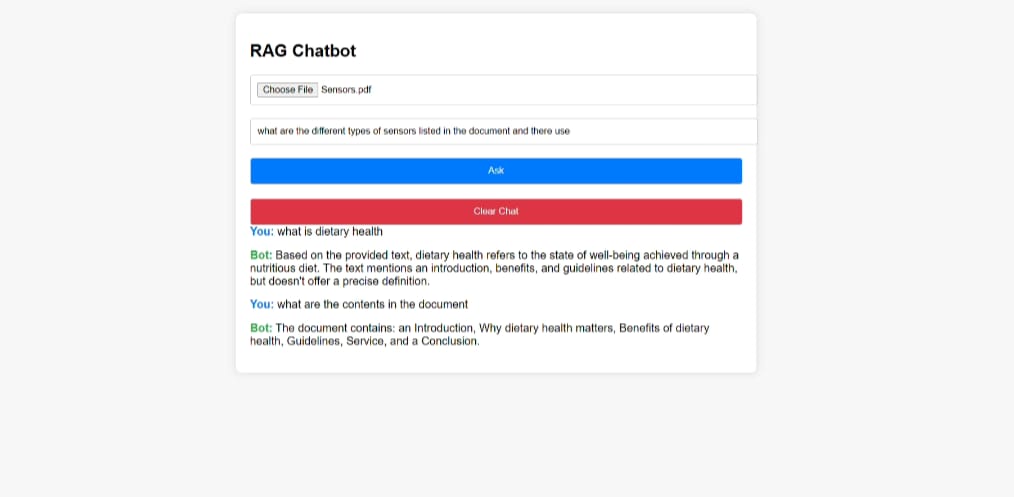 RAG Chatbot
Choose File Sensors.pdf
what are the different types of sensors listed in the document and there use
Ask
Clear Chat
You: what is dietary health
Bot: Based on the provided text, dietary health refers to the state of well-being achieved through a
nutritious diet. The text mentions an introduction, benefits, and guidelines related to dietary health,
but doesn't offer a precise definition.
You: what are the contents in the document
Bot: The document contains: an Introduction, Why dietary health matters, Benefits of dietary
health, Guidelines, Service, and a Conclusion.